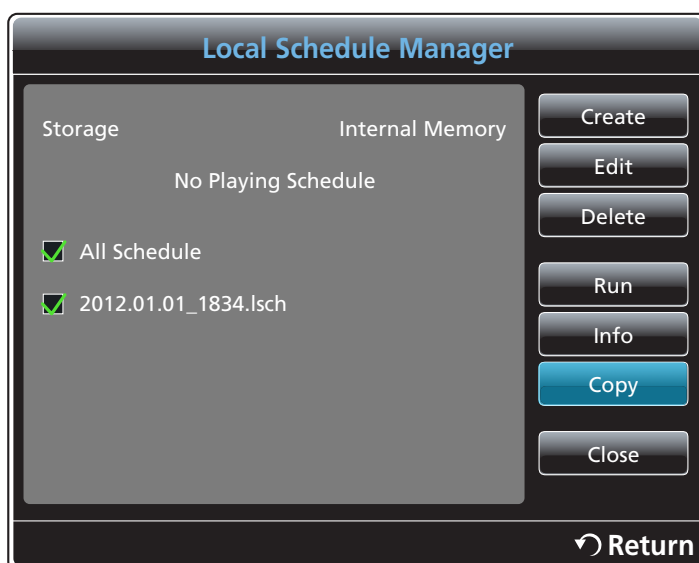 Local Schedule Manager
Storage Internal Memory
No Playing Schedule
All Schedule
2012.01.01_1834.lsch
Create
Edit
Delete
Run
Info
Copy
Close
Return